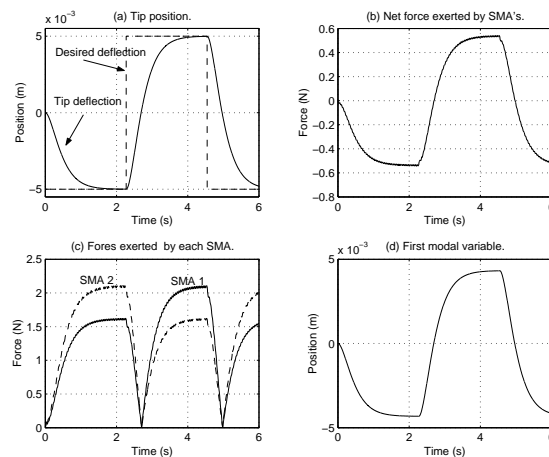 x 10⁻³
(a) Tip position.
5
0
−5
Position (m)
Desired deflection
Tip deflection
0
2
4
6
Time (s)
(b) Net force exerted by SMA's.
0.6
0.4
0.2
0
−0.2
−0.4
−0.6
−0.8
Force (N)
0
2
4
6
Time (s)
(c) Fores exerted by each SMA.
2.5
2
1.5
1
0.5
0
Force (N)
SMA 2
SMA 1
0
2
4
6
Time (s)
x 10⁻³
(d) First modal variable.
5
0
−5
Position (m)
0
2
4
6
Time (s)